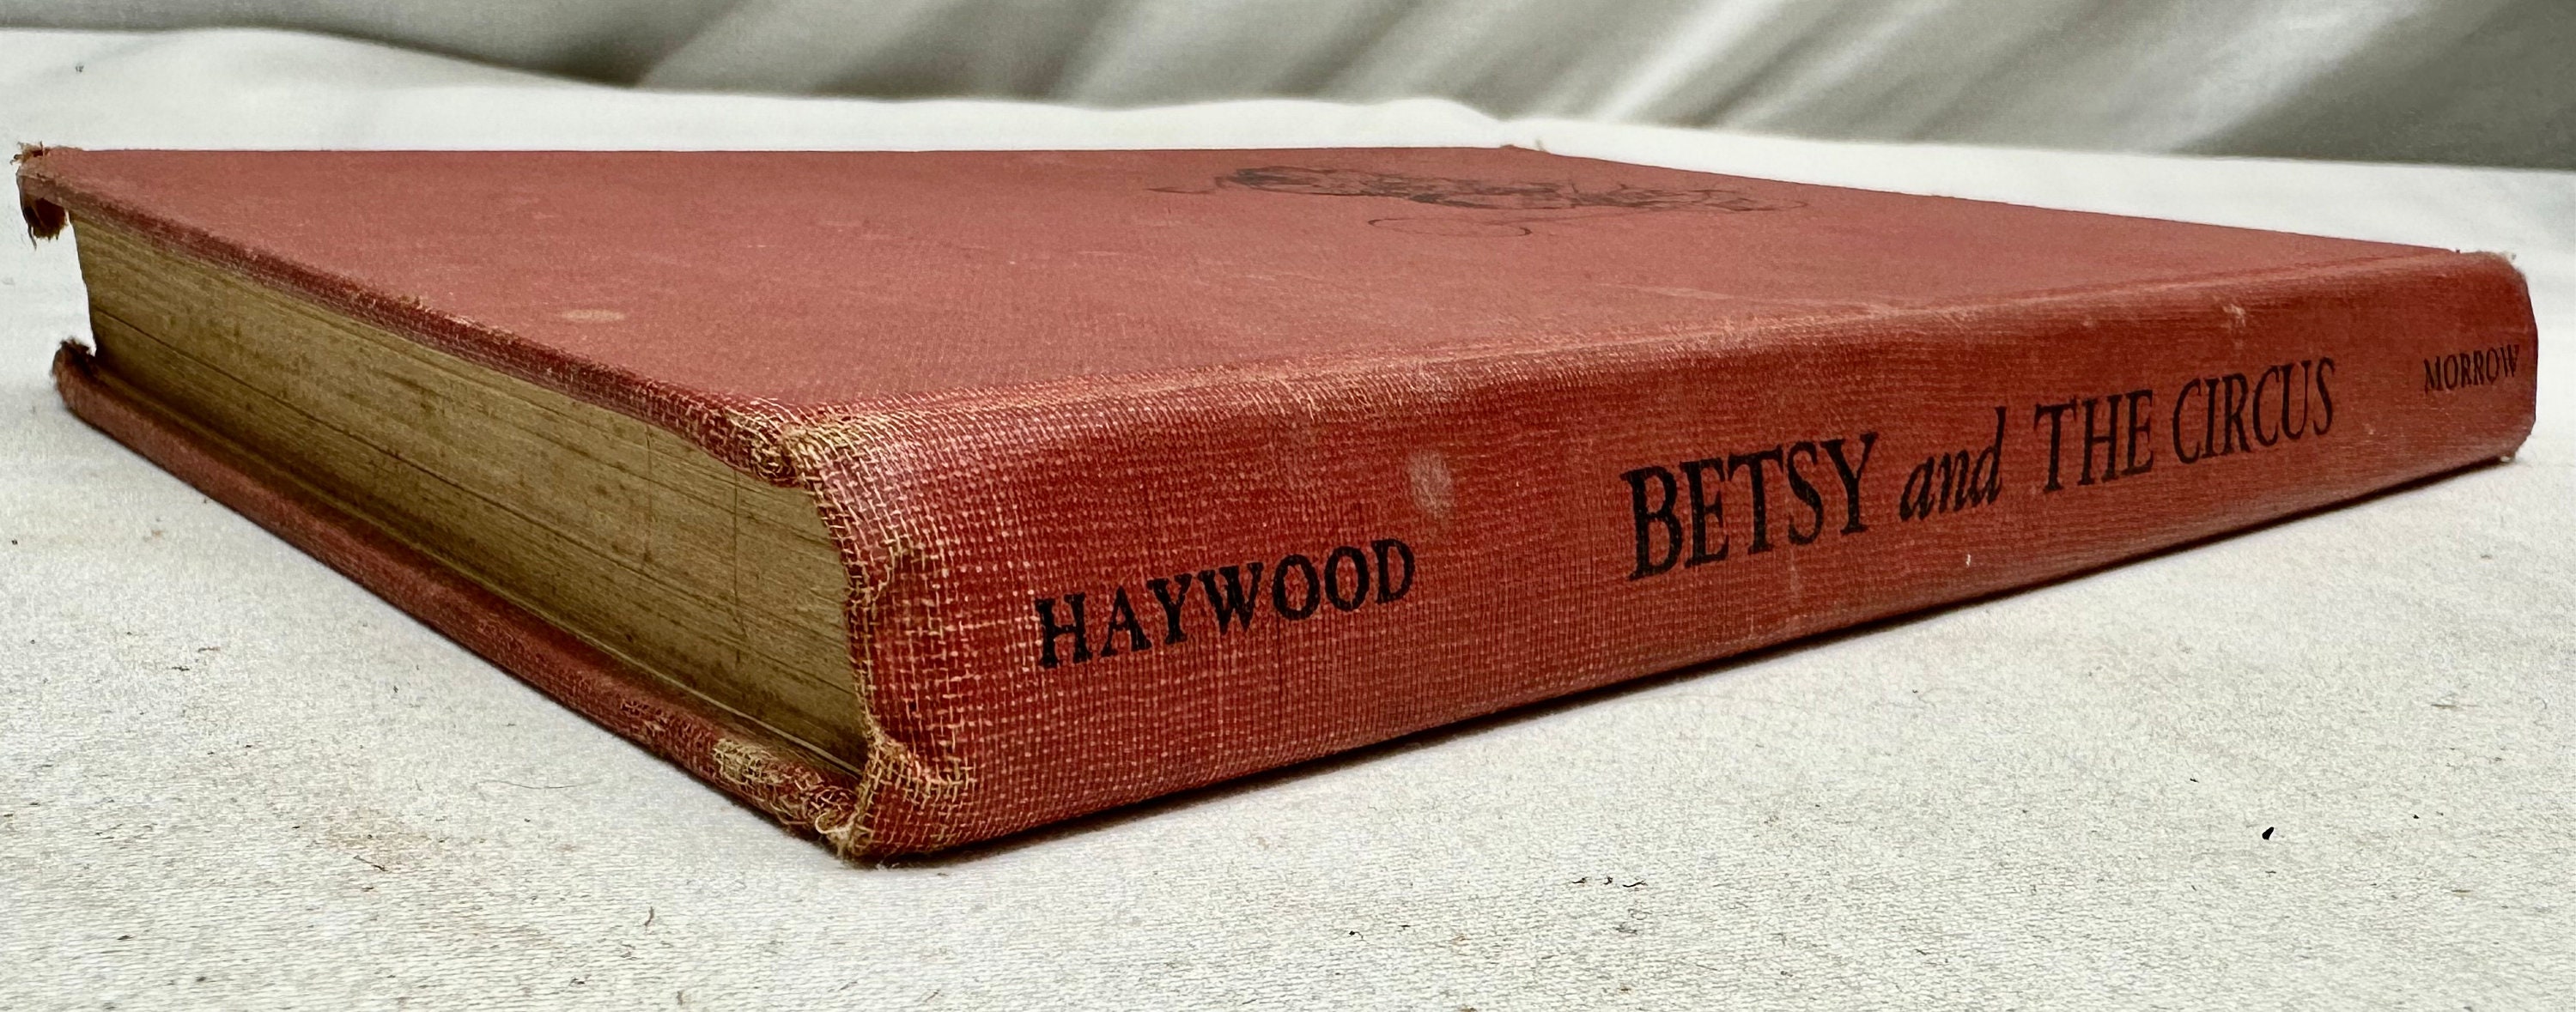 HAYWOOD
BETSY and THE CIRCUS
MORROW